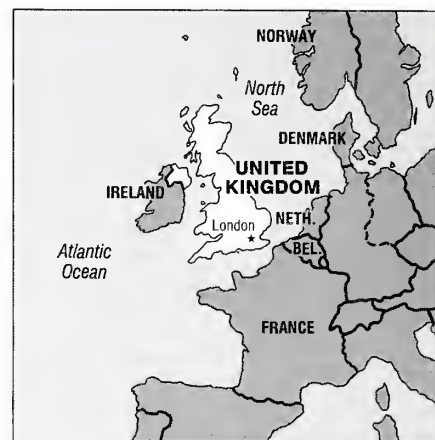 NORWAY
North
Sea
DENMARK
UNITED
KINGDOM
IRELAND
London
NETH.
BEL.
Atlantic
Ocean
FRANCE